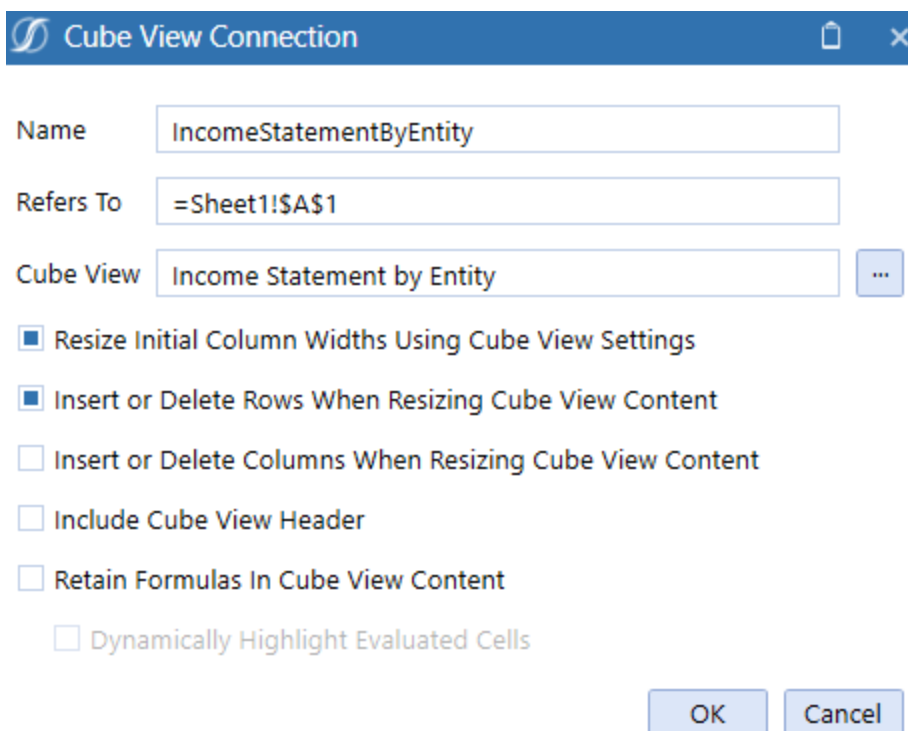 Cube View Connection
Name IncomeStatementByEntity
Refers To =Sheet1!$A$1
Cube View Income Statement by Entity ...
Resize Initial Column Widths Using Cube View Settings
Insert or Delete Rows When Resizing Cube View Content
Insert or Delete Columns When Resizing Cube View Content
Include Cube View Header
Retain Formulas In Cube View Content
Dynamically Highlight Evaluated Cells
OK Cancel